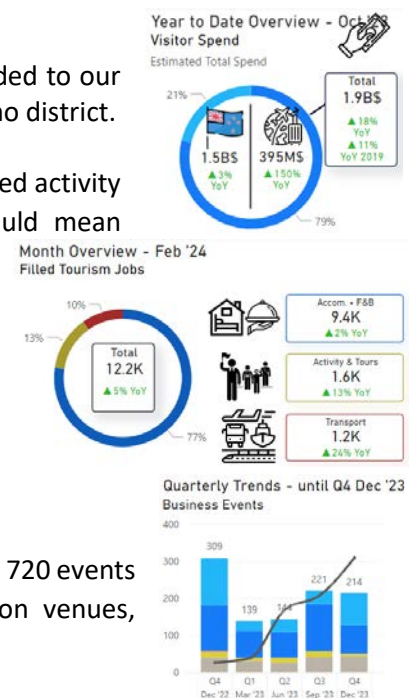 Year to Date Overview - Oct
Visitor Spend
Estimated Total Spend
ded to our
no district.
21%
Total
1.9B$
▲18%
YoY
▲11%
YoY 2019
1.5B$
▲3%
YoY
395M$
▲150%
YoY
79%
ed activity
uld mean
Month Overview - Feb '24
Filled Tourism Jobs
10%
13%
Total
12.2K
▲5% YoY
77%
Accom. + F&B
9.4K
▲2% YoY
Activity & Tours
1.6K
▲13% YoY
Transport
1.2K
▲24% YoY
Quarterly Trends - until Q4 Dec '23
Business Events
400
300
200
100
0
309
139
144
221
214
Q4 Q1 Q2 Q3 Q4
Dec '22 Mar '23 Jun '23 Sep '23 Dec '23
720 events
on venues,